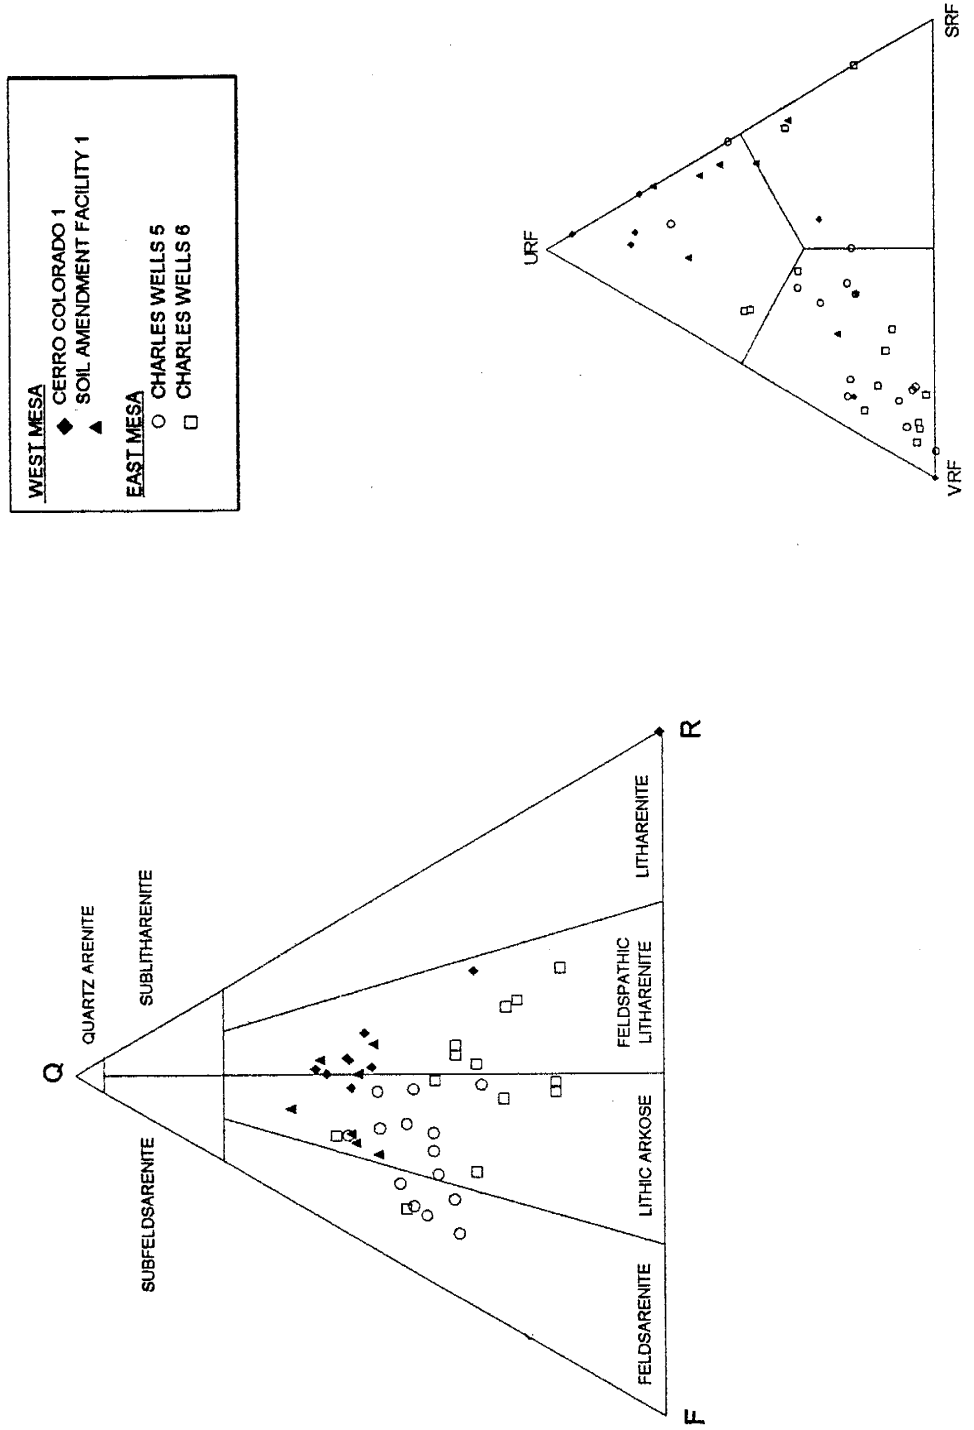 WEST MESA
CERRO COLORADO 1
SOIL AMENDMENT FACILITY 1
EAST MESA
CHARLES WELLS 5
CHARLES WELLS 6
Q
QUARTZ ARENITE
SUBLITHARENITE
SUBFELDSARENITE
FELDSARENITE
LITHIC ARKOSE
FELDSPATHIC
LITHARENITE
LITHARENITE
F
R
URF
VRF
SRF